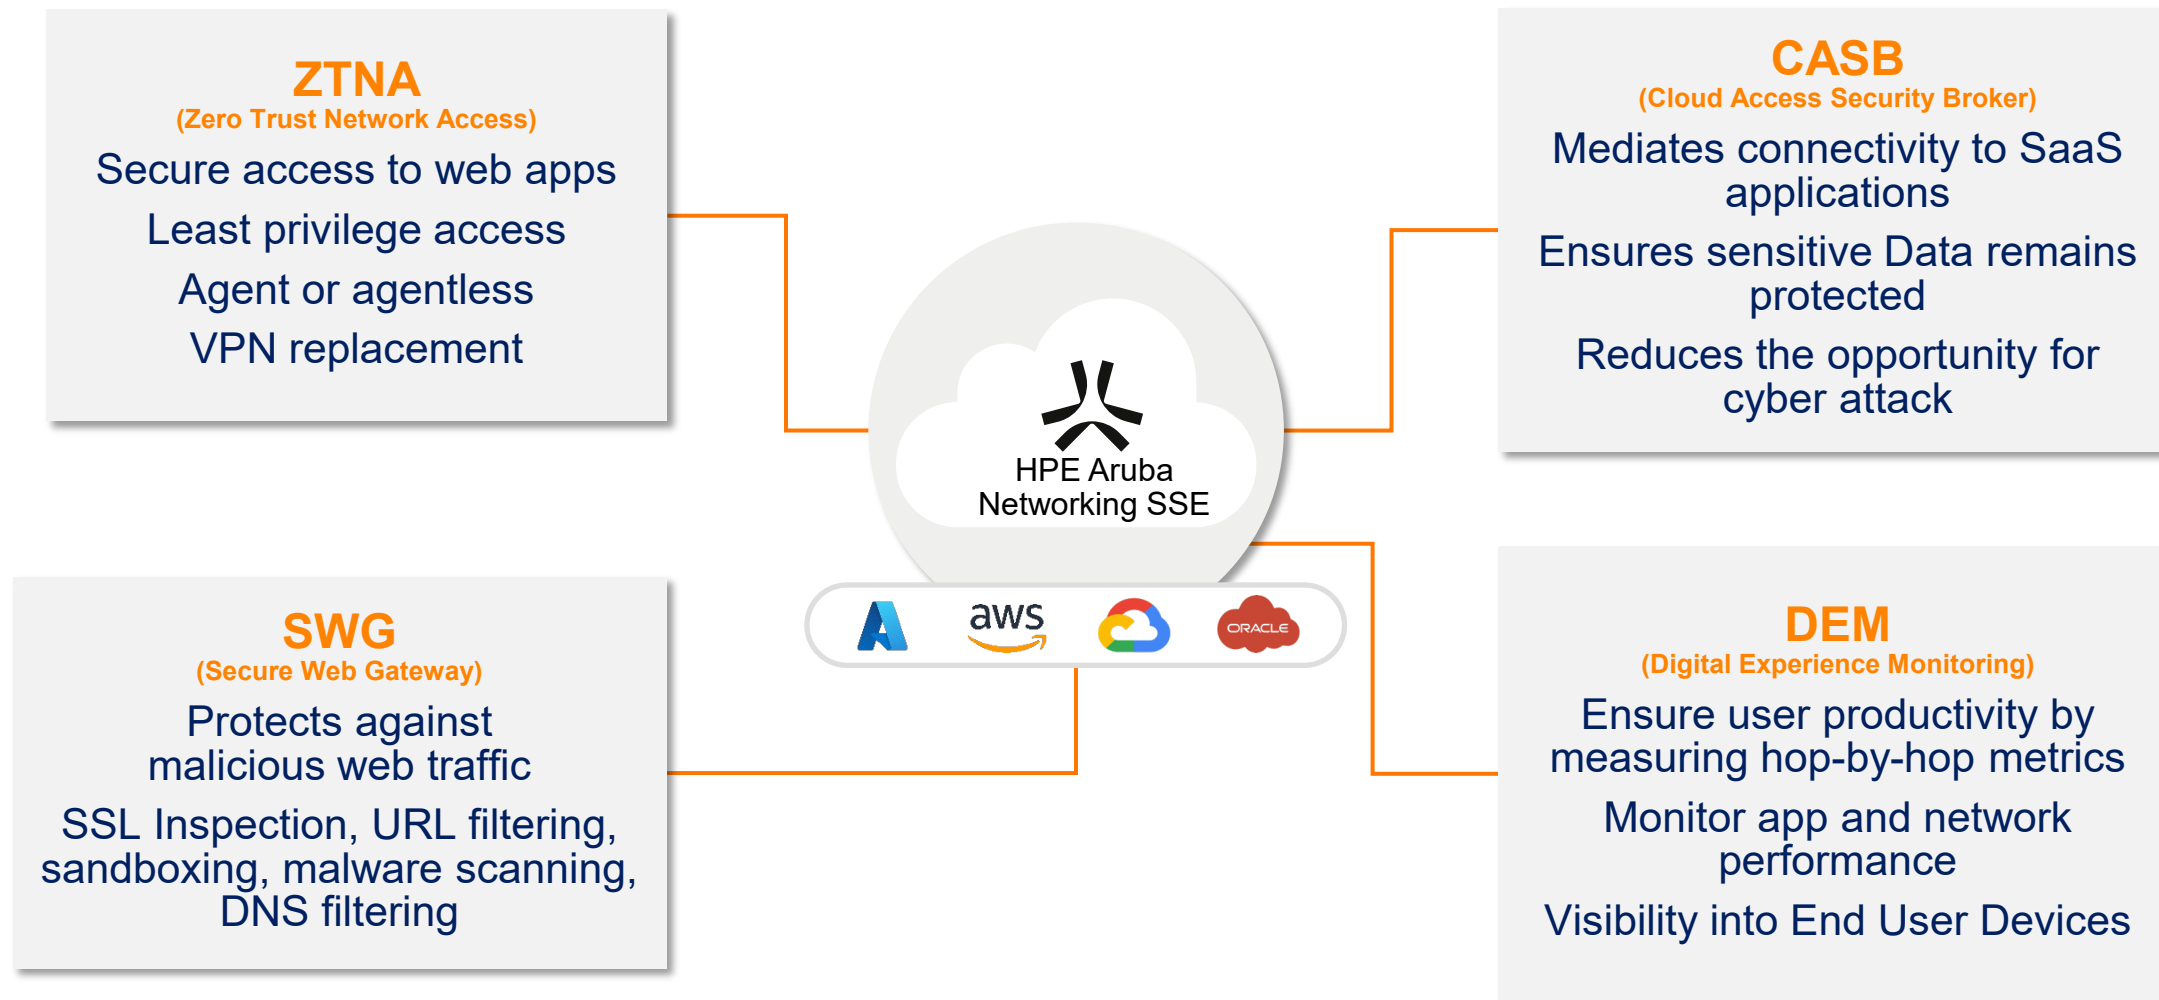 ZTNA
(Zero Trust Network Access)
Secure access to web apps
Least privilege access
Agent or agentless
VPN replacement
CASB
(Cloud Access Security Broker)
Mediates connectivity to SaaS
applications
Ensures sensitive Data remains
protected
Reduces the opportunity for
cyber attack
HPE Aruba
Networking SSE
aws
ORACLE
SWG
(Secure Web Gateway)
Protects against
malicious web traffic
SSL Inspection, URL filtering,
sandboxing, malware scanning,
DNS filtering
DEM
(Digital Experience Monitoring)
Ensure user productivity by
measuring hop-by-hop metrics
Monitor app and network
performance
Visibility into End User Devices